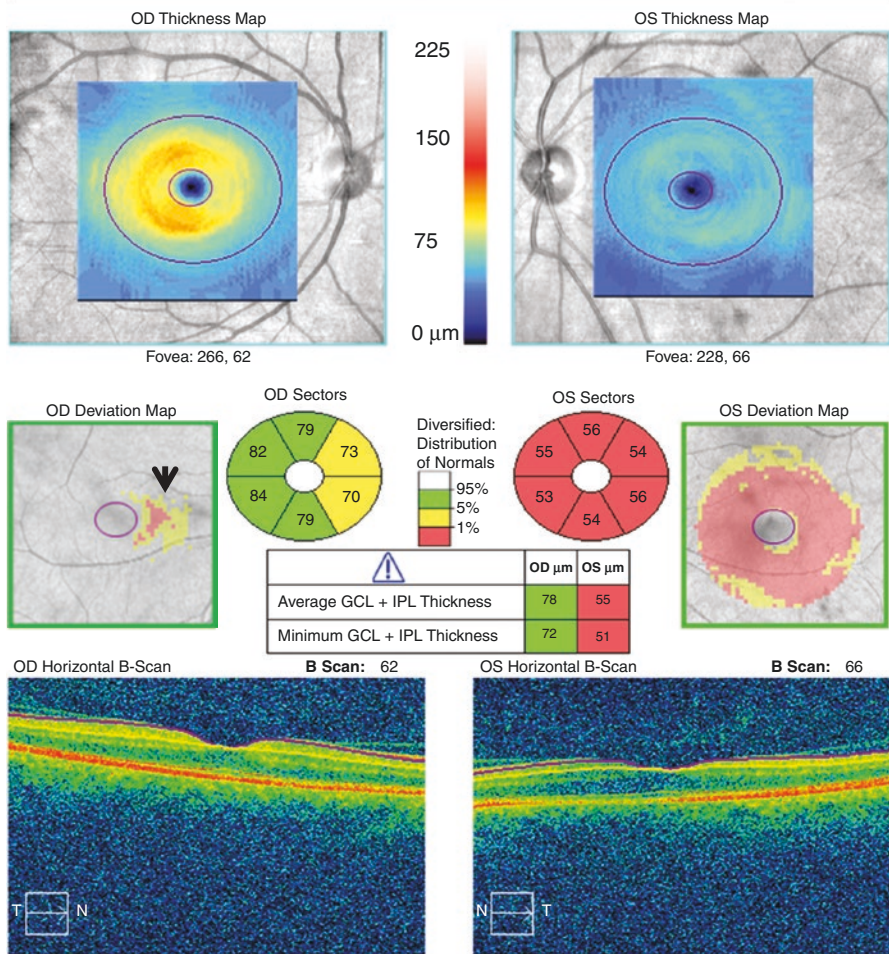 OD Thickness Map
OS Thickness Map
225
150
75
0 μm
Fovea: 266, 62
Fovea: 228, 66
OD Deviation Map
OD Sectors
79
82
73
84
70
79
Diversified:
Distribution
of Normals
95%
5%
1%
OS Sectors
56
55
54
53
56
54
OS Deviation Map
OD μm
OS μm
Average GCL + IPL Thickness
78
55
Minimum GCL + IPL Thickness
72
51
OD Horizontal B-Scan
B Scan: 62
OS Horizontal B-Scan
B Scan: 66
T
N
N
T